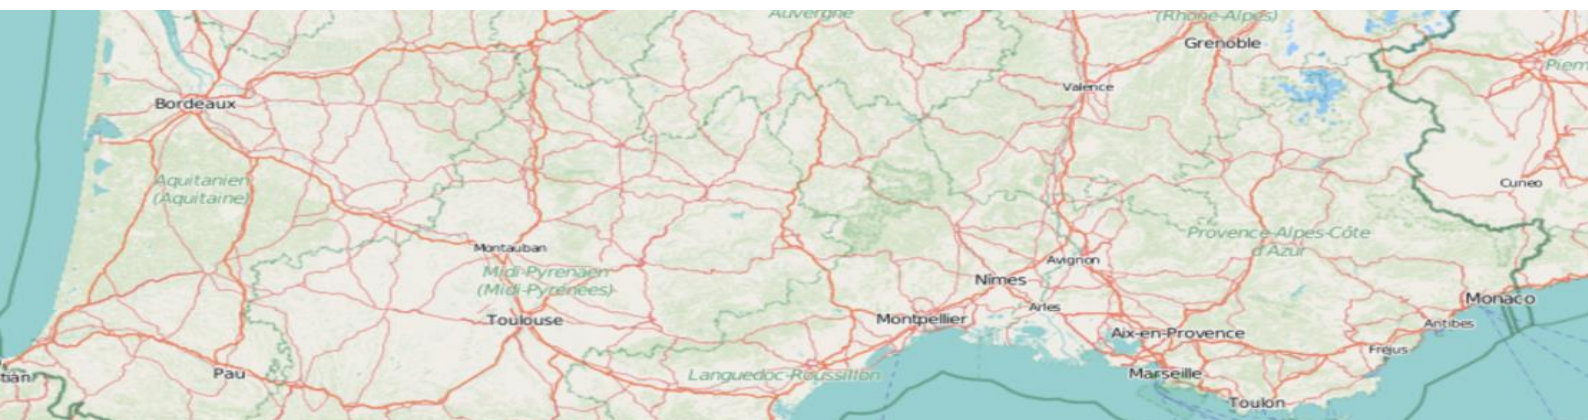 Auvergne
(Rhône-Alpes)
Grenoble
Piem
Valence
Bordeaux
Aquitanien
(Aquitaine)
Cuneo
Provence-Alpes-Côte
d'Azur
Montauban
Avignon
Midi-Pyrenäen
(Midi-Pyrénées)
Nîmes
Monaco
Arles
Toulouse
Montpellier
Antibes
Aix-en-Provence
Fréjus
tián
Pau
Languedoc-Roussillon
Marseille
Toulon